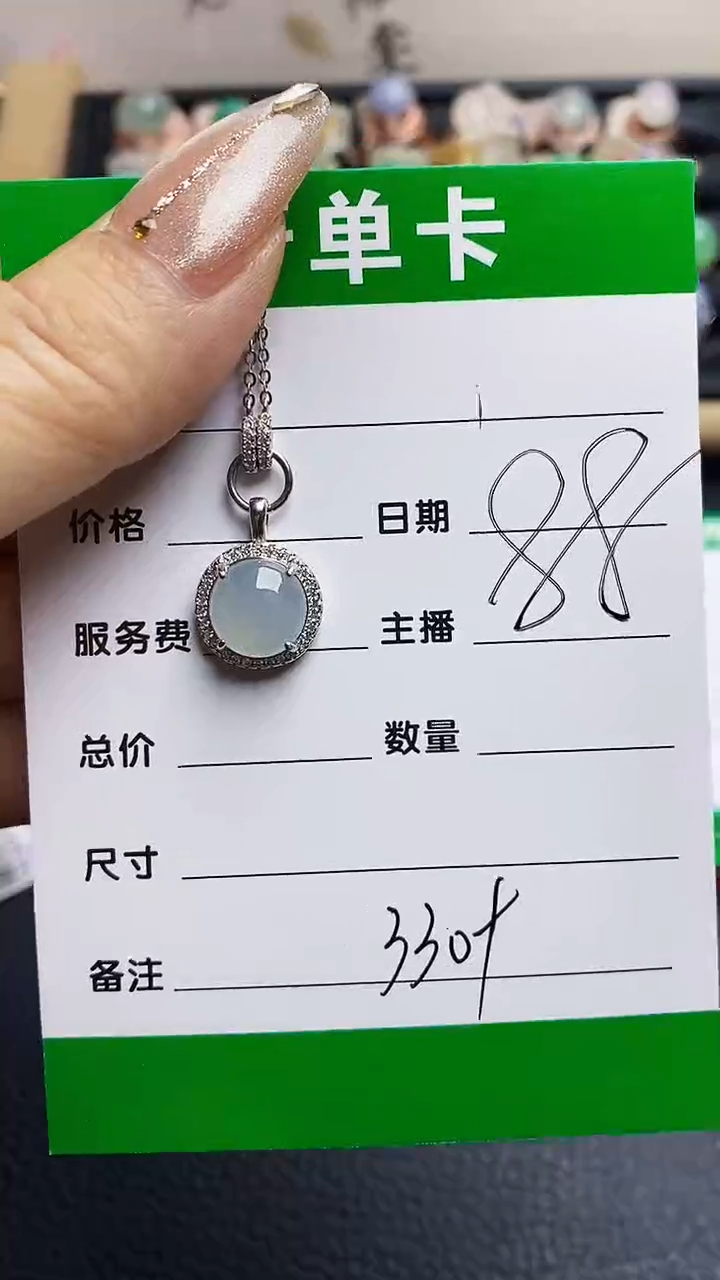 单卡
价格 日期 88
服务费 主播
总价 数量
尺寸
备注 330